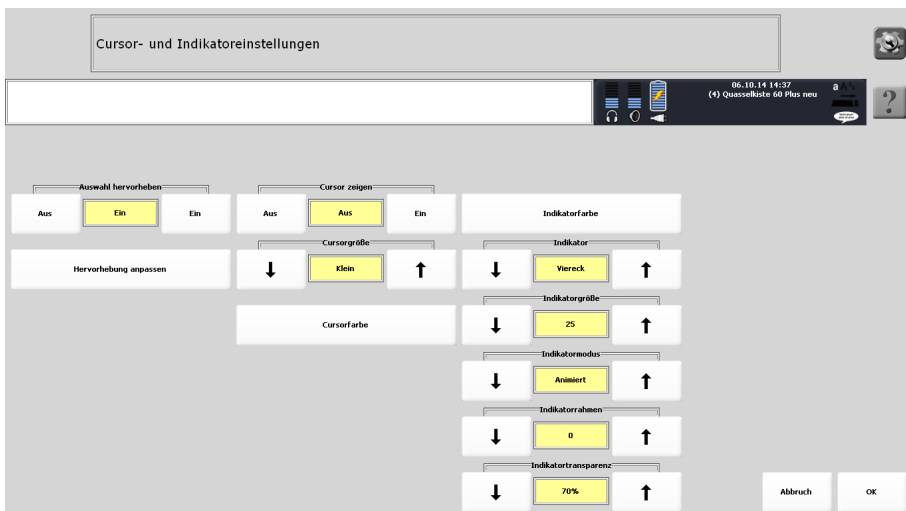 Cursor- und Indikatoreinstellungen
06.10.14 14:37
(4) Quasselkiste 60 Plus neu
Auswahl hervorheben
Aus Ein Ein
Cursor zeigen
Aus Aus Ein
Indikatorfarbe
Hervorhebung anpassen
Cursorgröße
Klein
Indikator
Viereck
Cursorfarbe
Indikatorgröße
25
Indikatormodus
Animiert
Indikatorrahmen
0
Indikatortransparenz
70%
Abbruch
OK